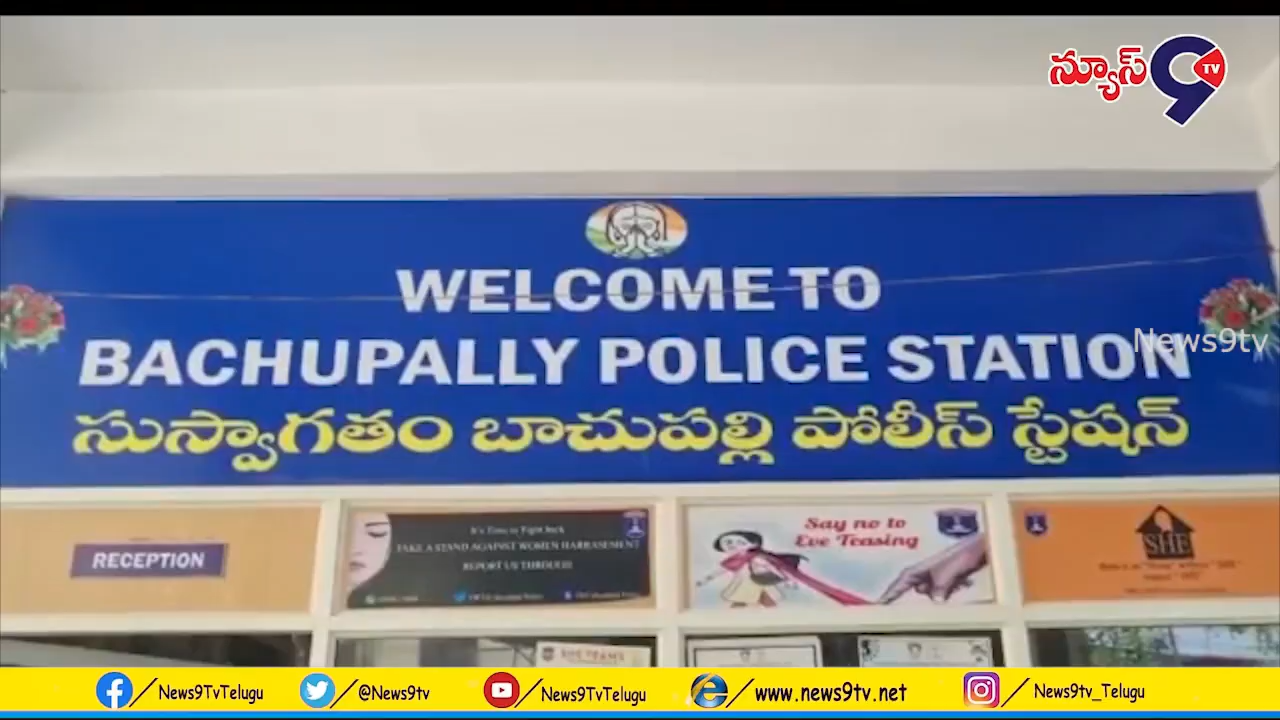 న్యూస్ 9 TV
WELCOME TO
BACHUPALLY POLICE STATION
News9tv
సుస్వాగతం బాచుపల్లి పోలీస్ స్టేషన్
RECEPTION
It's Time to Fight back
TAKE A STAND AGAINST WOMEN HARRASEMENT
REPORT US THROUGH
Say no to
Eve Teasing
SHE
SHE TEAMS
News9TvTelugu
@News9tv
News9TvTelugu
www.news9tv.net
News9tv_Telugu